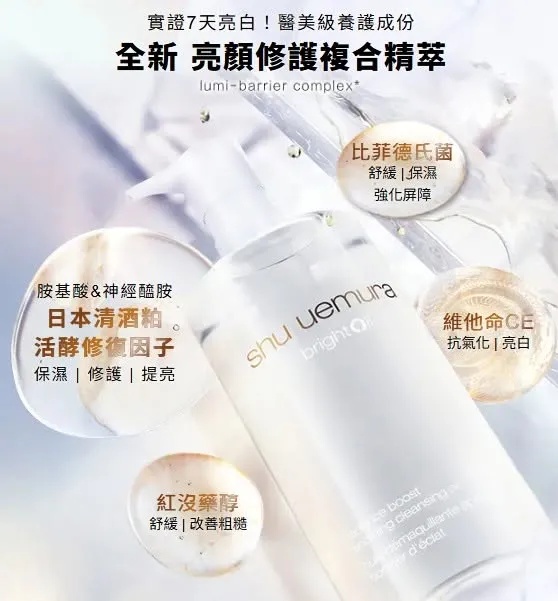 實證7天亮白！醫美級養護成份
全新 亮顏修護複合精萃
lumi-barrier complex*
比菲德氏菌
舒緩 | 保濕
強化屏障
胺基酸&神經醯胺
日本清酒粕
活酵修復因子
保濕 | 修護 | 提亮
維他命CE
抗氧化 | 亮白
shu uemura
bright
紅沒藥醇
舒緩 | 改善粗糙
boost
cleansing
d'éclat